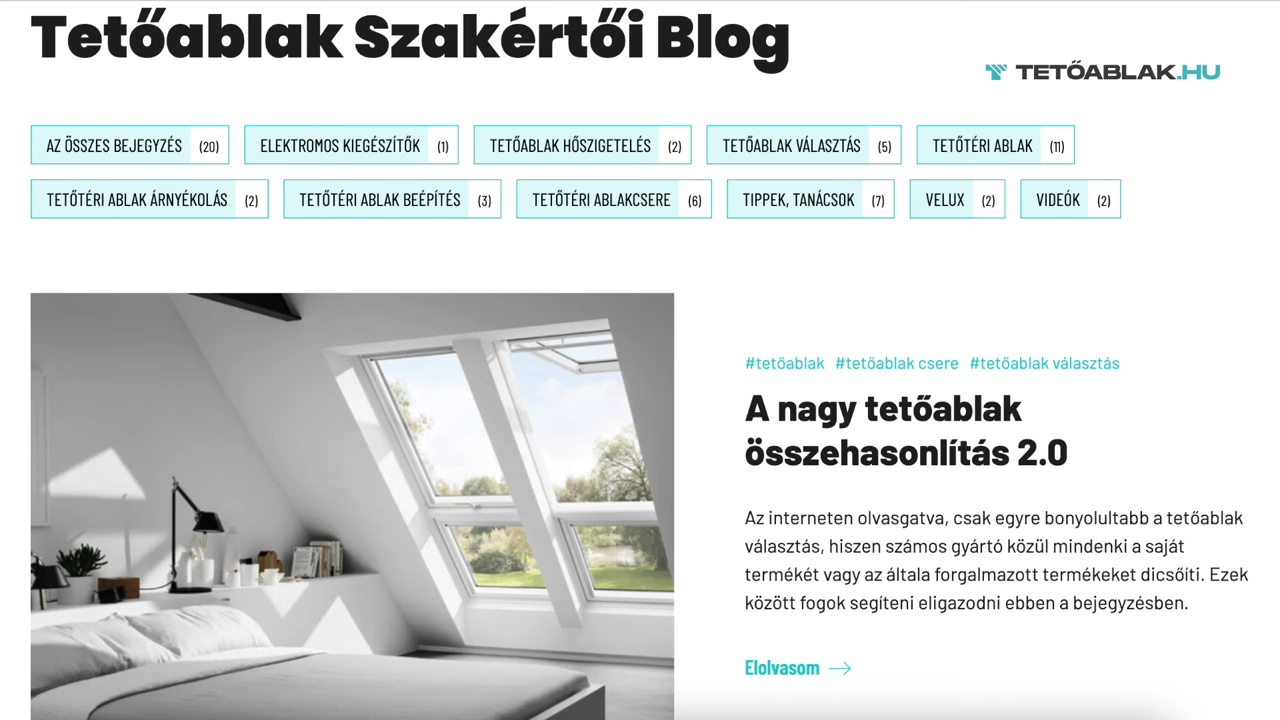 Tetőablak Szakértői Blog
TETŐABLAK.HU
AZ ÖSSZES BEJEGYZÉS (20) ELEKTROMOS KIEGÉSZÍTŐK (1) TETŐABLAK HŐSZIGETELÉS (2) TETŐABLAK VÁLASZTÁS (5) TETŐTÉRI ABLAK (11)
TETŐTÉRI ABLAK ÁRNYÉKOLÁS (2) TETŐTÉRI ABLAK BEÉPÍTÉS (3) TETŐTÉRI ABLAKCSERE (6) TIPPEK, TANÁCSOK (7) VELUX (2) VIDEÓK (2)
#tetőablak #tetőablak csere #tetőablak választás
A nagy tetőablak
összehasonlítás 2.0
Az interneten olvasgatva, csak egyre bonyolultabb a tetőablak
választás, hiszen számos gyártó közül mindenki a saját
termékét vagy az általa forgalmazott termékeket dicsőíti. Ezek
között fogok segíteni eligazodni ebben a bejegyzésben.
Elolvasom